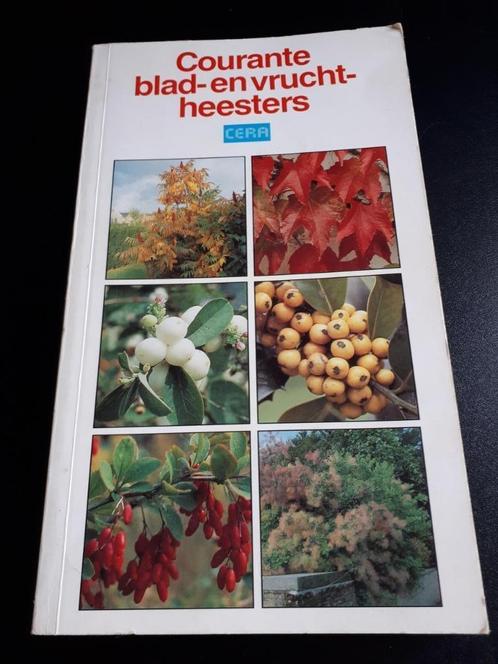 Courante
blad- en vrucht-
heesters
CERA